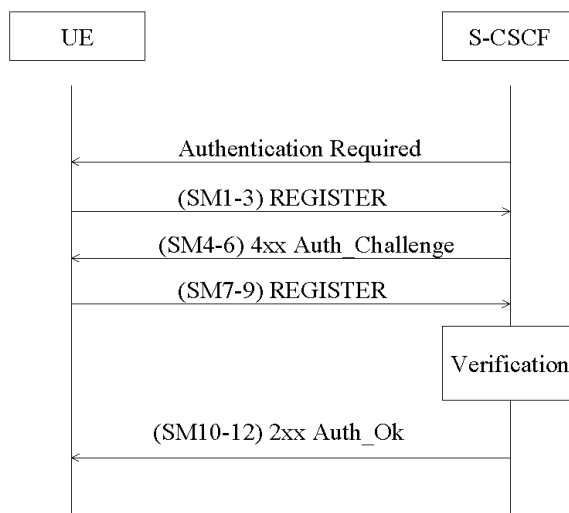 UE
S-CSCF
Authentication Required
(SM1-3) REGISTER
(SM4-6) 4xx Auth_Challenge
(SM7-9) REGISTER
Verification
(SM10-12) 2xx Auth_Ok